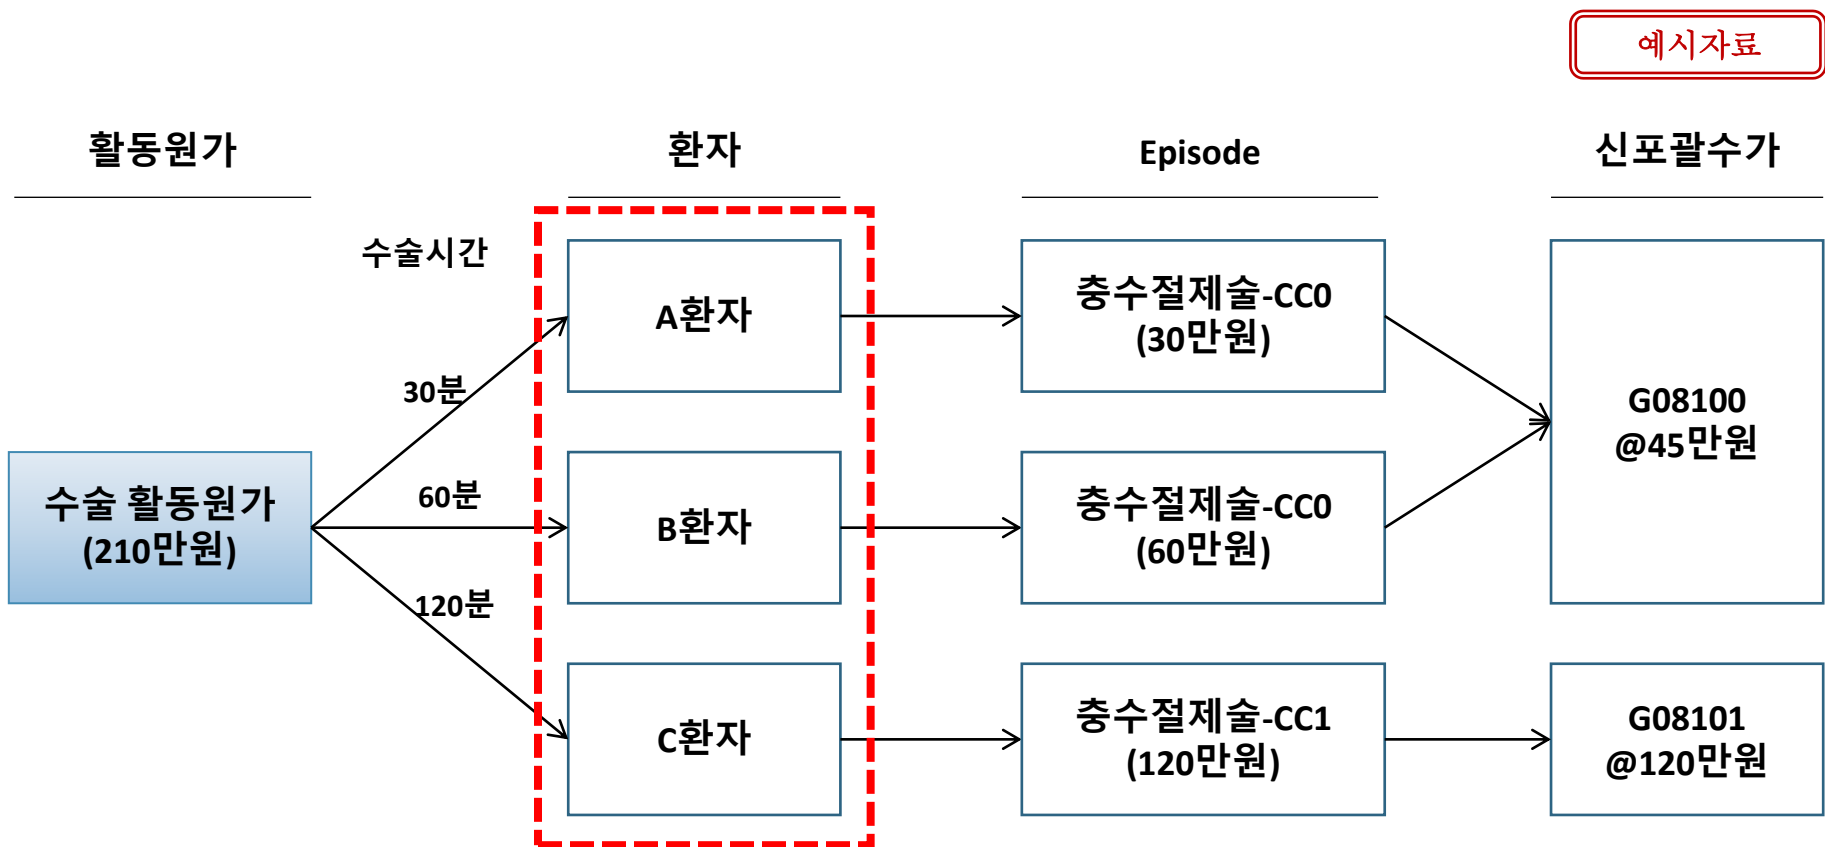 예시자료
활동원가
환자
Episode
신포괄수가
수술시간
30분
60분
120분
수술 활동원가
(210만원)
A환자
B환자
C환자
충수절제술-CC0
(30만원)
충수절제술-CC0
(60만원)
충수절제술-CC1
(120만원)
G08100
@45만원
G08101
@120만원